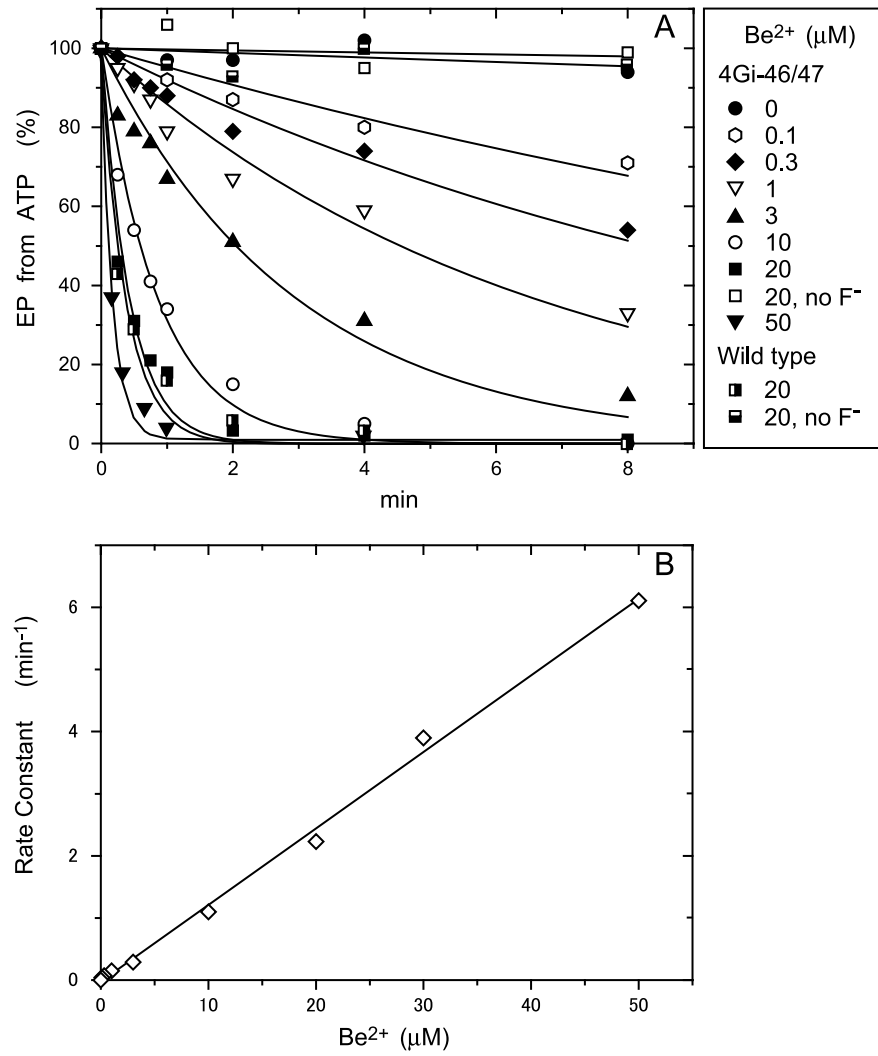 A
100
80
60
40
20
0
EP from ATP (%)
0
2
4
6
8
min
Be2+ (μM)
4Gi-46/47
0
0.1
0.3
1
3
10
20
20, no F-
50
Wild type
20
20, no F-
B
6
4
2
0
Rate Constant (min-1)
0
10
20
30
40
50
Be2+ (μM)